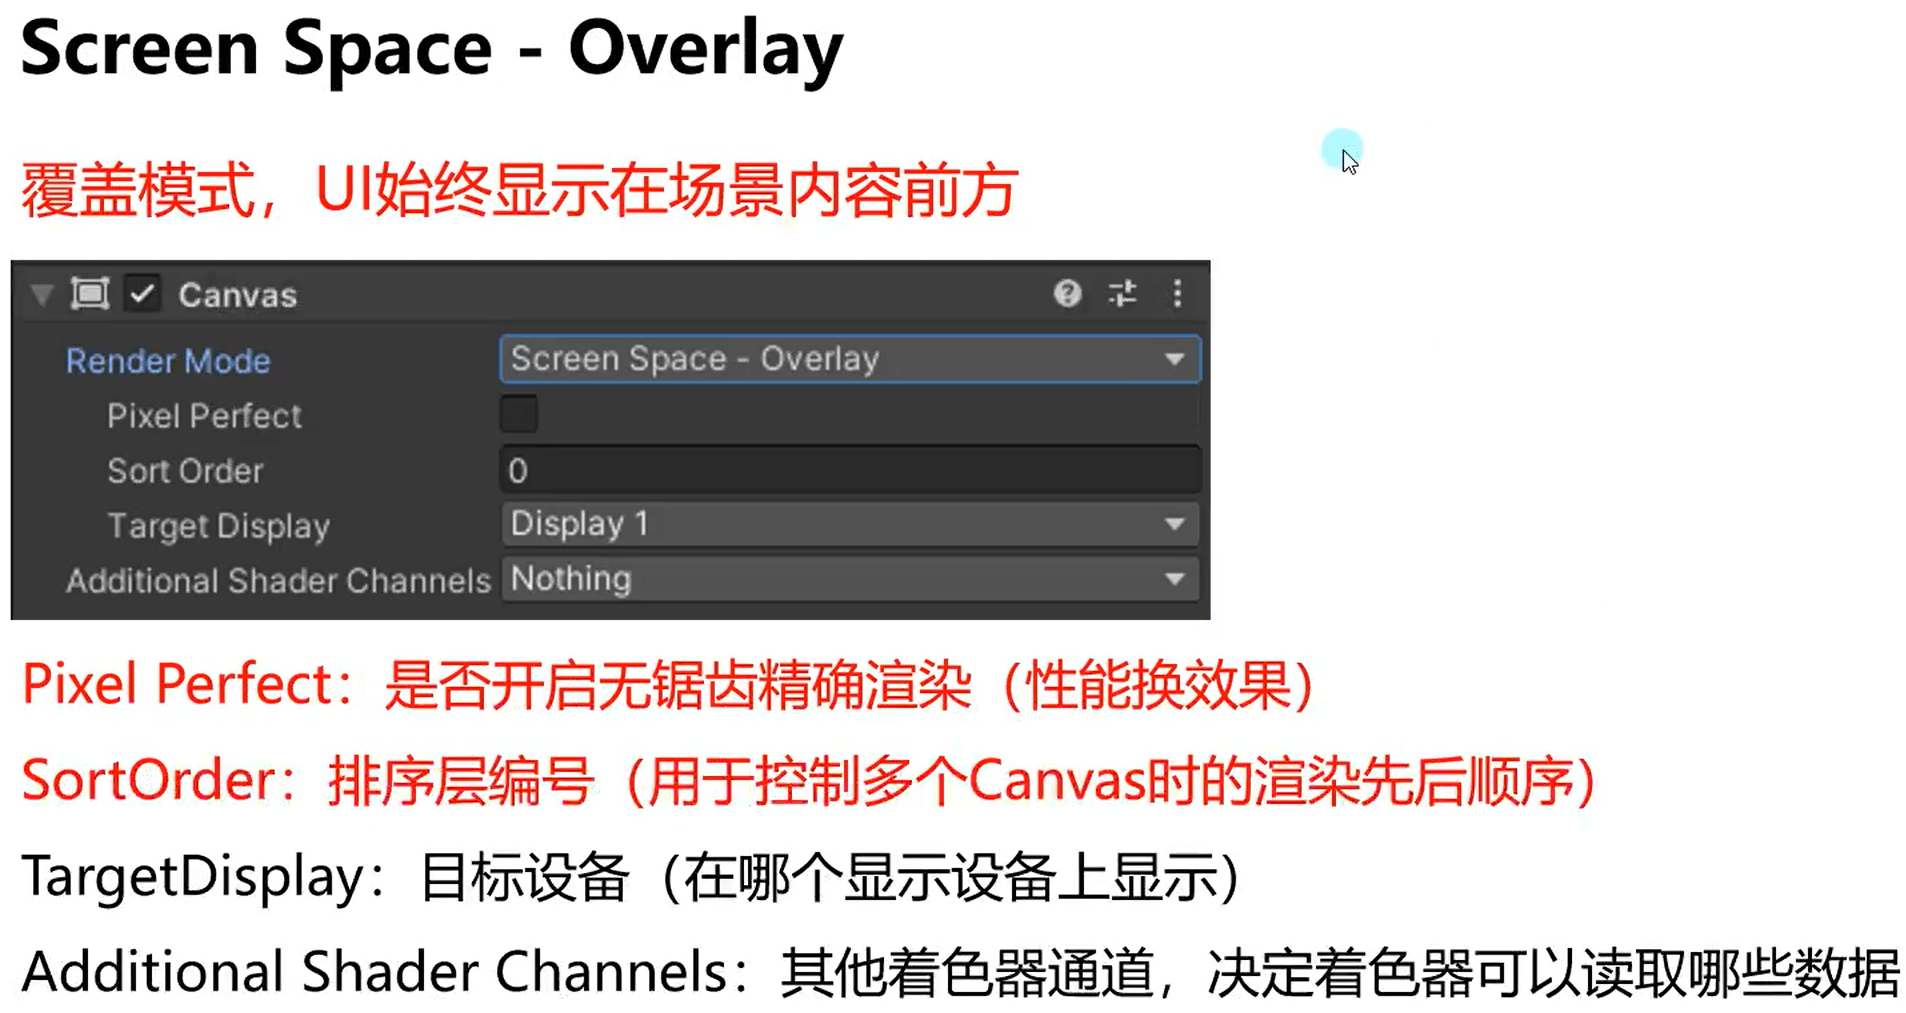 Screen Space - Overlay
覆盖模式，UI始终显示在场景内容前方
Canvas
Render Mode Screen Space - Overlay
Pixel Perfect
Sort Order 0
Target Display Display 1
Additional Shader Channels Nothing
Pixel Perfect：是否开启无锯齿精确渲染（性能换效果）
SortOrder：排序层编号（用于控制多个Canvas时的渲染先后顺序）
TargetDisplay：目标设备（在哪个显示设备上显示）
Additional Shader Channels：其他着色器通道，决定着色器可以读取哪些数据